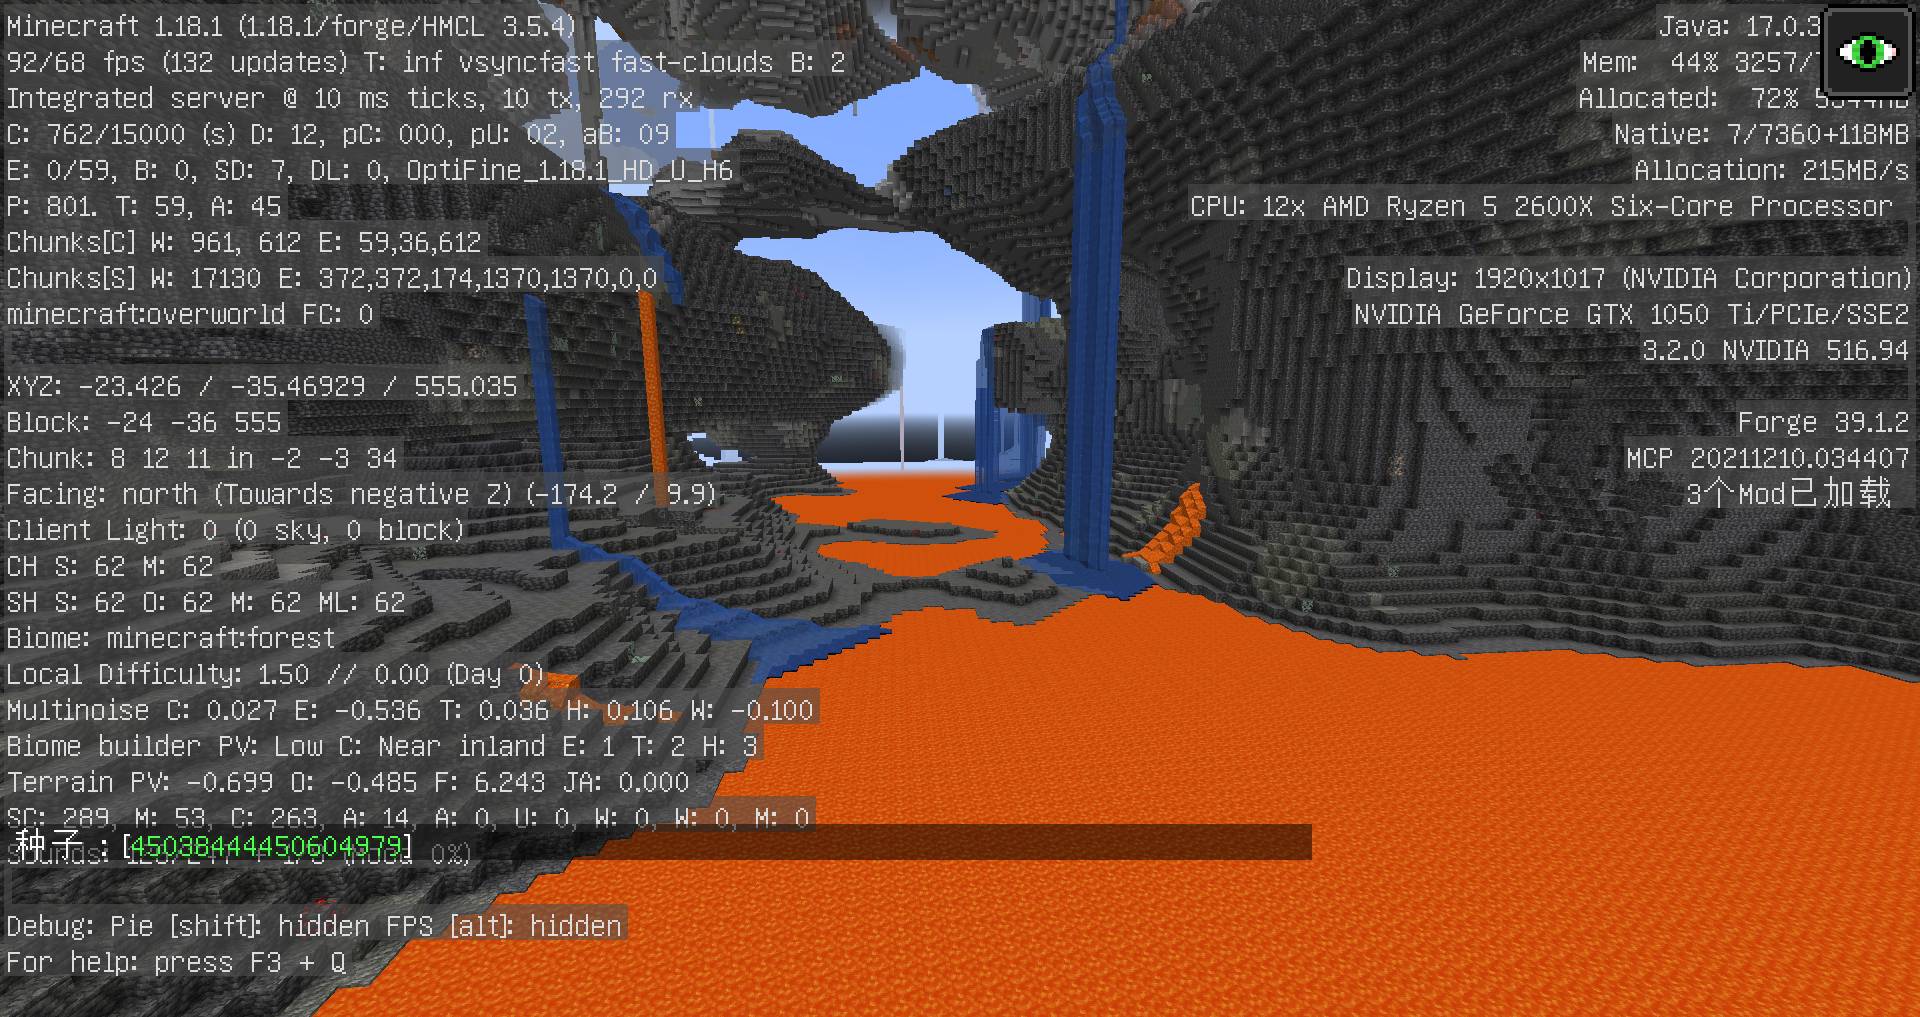 Minecraft 1.18.1 (1.18.1/forge/HMCL 3.5.4)
92/68 fps (132 updates) T: inf vsyncfast fast-clouds B: 2
Integrated server @ 10 ms ticks, 10 tx, 292 rx
C: 762/15000 (s) D: 12, pC: 000, pU: 02, aB: 09
E: 0/59, B: 0, SD: 7, DL: 0, OptiFine_1.18.1_HD_U_H6
P: 801. T: 59, A: 45
Chunks[C] W: 961, 612 E: 59,36,612
Chunks[S] W: 17130 E: 372,372,174,1370,1370,0,0
minecraft:overworld FC: 0
XYZ: -23.426 / -35.46929 / 555.035
Block: -24 -36 555
Chunk: 8 12 11 in -2 -3 34
Facing: north (Towards negative Z) (-174.2 / 9.9)
Client Light: 0 (0 sky, 0 block)
CH S: 62 M: 62
SH S: 62 O: 62 M: 62 ML: 62
Biome: minecraft:forest
Local Difficulty: 1.50 // 0.00 (Day 0)
Multinoise C: 0.027 E: -0.536 T: 0.036 H: 0.106 W: -0.100
Biome builder PV: Low C: Near inland E: 1 T: 2 H: 3
Terrain PV: -0.699 O: -0.485 F: 6.243 JA: 0.000
SC: 289, M: 53, C: 263, A: 14, A: 0, U: 0, W: 0, W: 0, M: 0
种子 : [45038444450604979]
Sounds: 0%)
Debug: Pie [shift]: hidden FPS [alt]: hidden
For help: press F3 + Q
Java: 17.0.3
Mem: 44% 3257/
Allocated: 72%
Native: 7/7360+118MB
Allocation: 215MB/s
CPU: 12x AMD Ryzen 5 2600X Six-Core Processor
Display: 1920x1017 (NVIDIA Corporation)
NVIDIA GeForce GTX 1050 Ti/PCIe/SSE2
3.2.0 NVIDIA 516.94
Forge 39.1.2
MCP 20211210.034407
3个Mod已加载